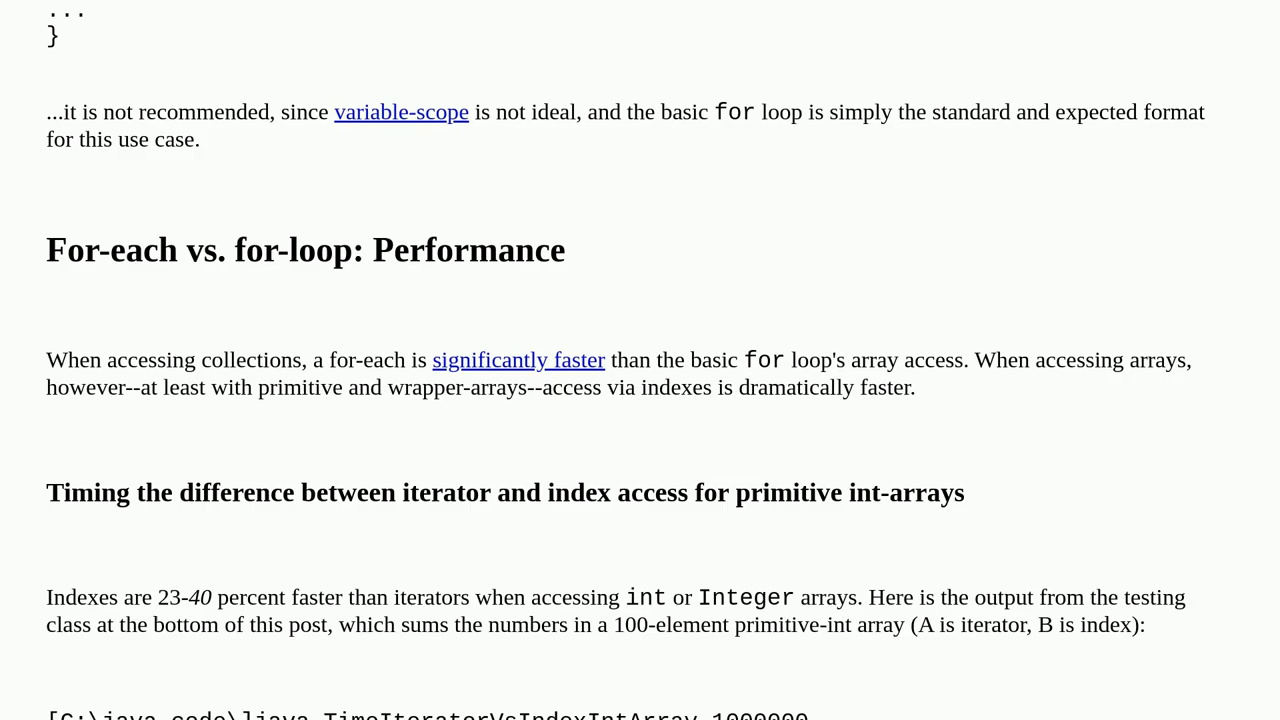 ...
}
...it is not recommended, since variable-scope is not ideal, and the basic for loop is simply the standard and expected format
for this use case.
For-each vs. for-loop: Performance
When accessing collections, a for-each is significantly faster than the basic for loop's array access. When accessing arrays,
however--at least with primitive and wrapper-arrays--access via indexes is dramatically faster.
Timing the difference between iterator and index access for primitive int-arrays
Indexes are 23-40 percent faster than iterators when accessing int or Integer arrays. Here is the output from the testing
class at the bottom of this post, which sums the numbers in a 100-element primitive-int array (A is iterator, B is index):
[C:\java_code\]java TimeIteratorVsIndexIntArray 1000000